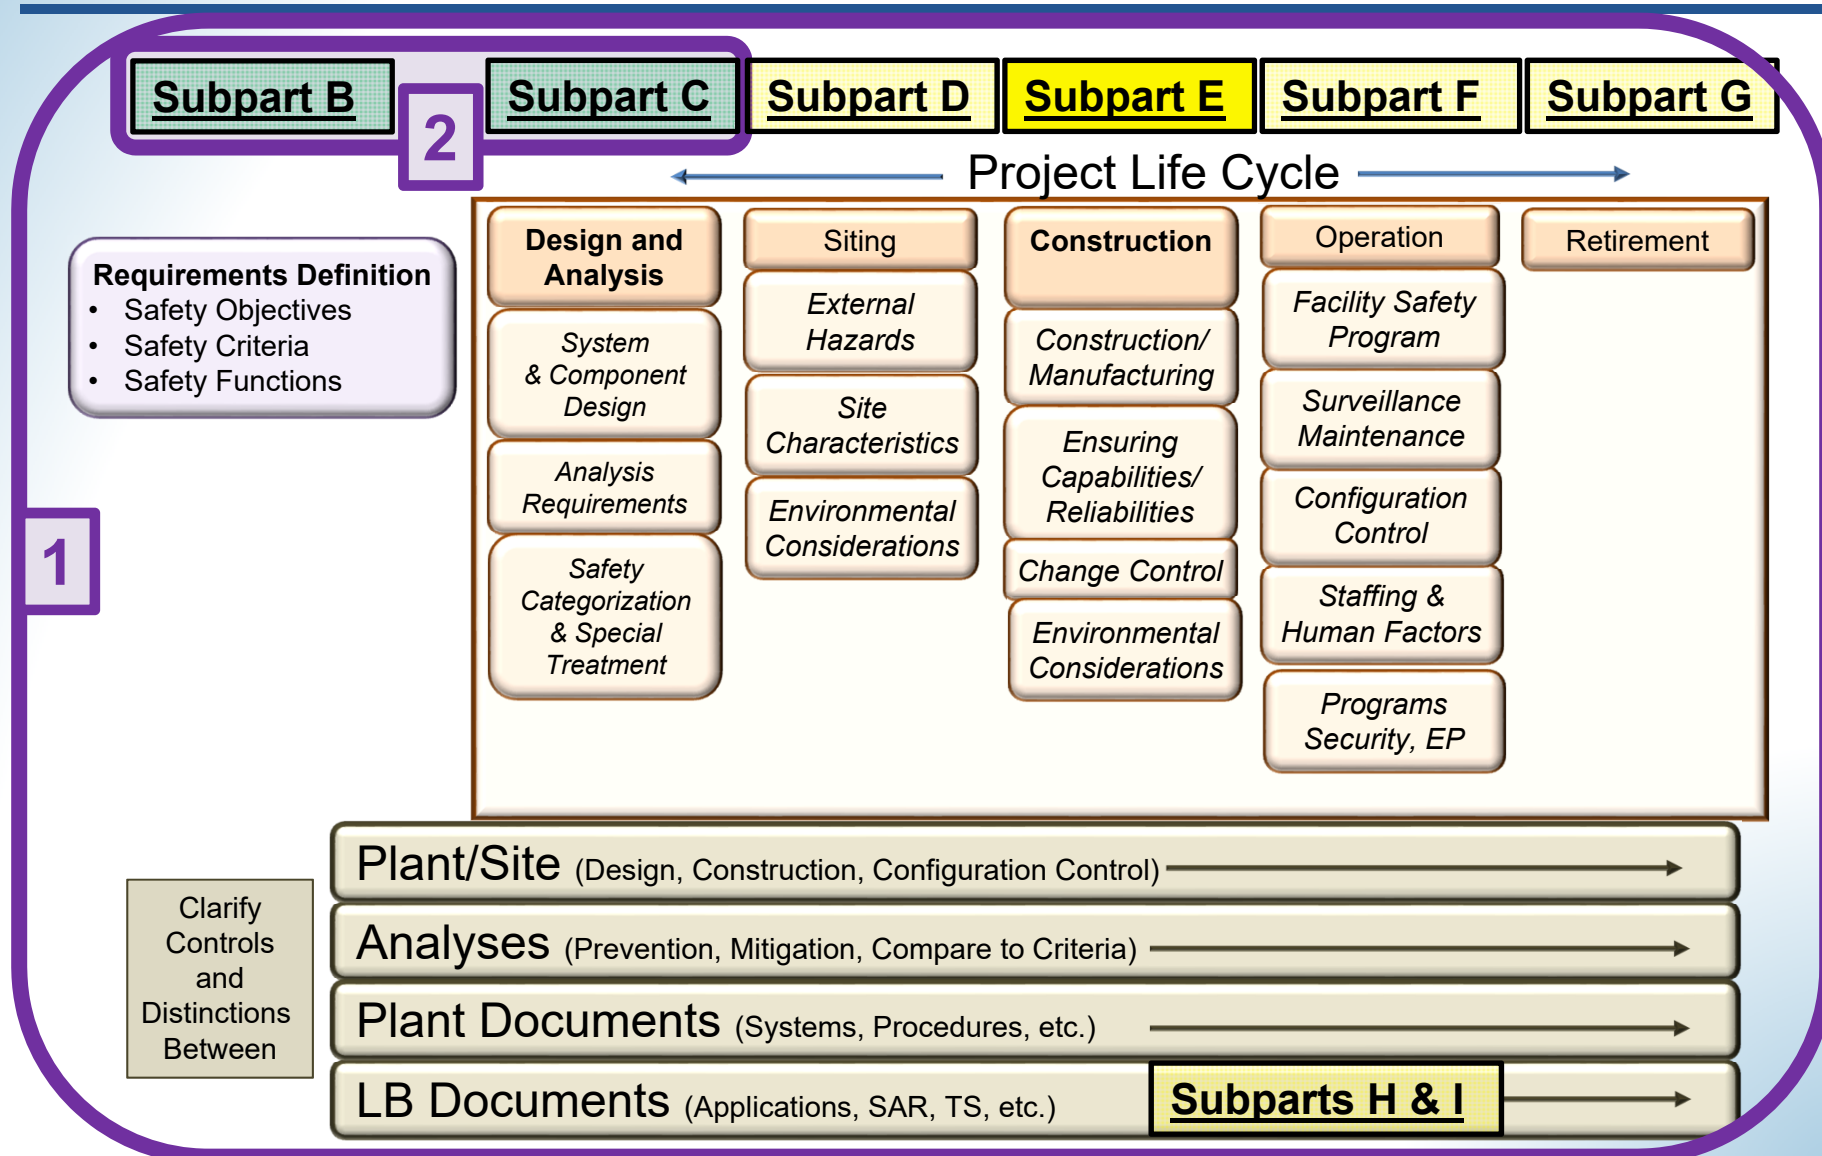 Subpart B
Subpart C
Subpart D
Subpart E
Subpart F
Subpart G
2
Project Life Cycle
1
Requirements Definition
• Safety Objectives
• Safety Criteria
• Safety Functions
Design and
Analysis
System
& Component
Design
Analysis
Requirements
Safety
Categorization
& Special
Treatment
Siting
External
Hazards
Site
Characteristics
Environmental
Considerations
Construction
Construction/
Manufacturing
Ensuring
Capabilities/
Reliabilities
Change Control
Environmental
Considerations
Operation
Facility Safety
Program
Surveillance
Maintenance
Configuration
Control
Staffing &
Human Factors
Programs
Security, EP
Retirement
Clarify
Controls
and
Distinctions
Between
Plant/Site (Design, Construction, Configuration Control)
Analyses (Prevention, Mitigation, Compare to Criteria)
Plant Documents (Systems, Procedures, etc.)
LB Documents (Applications, SAR, TS, etc.)
Subparts H & I